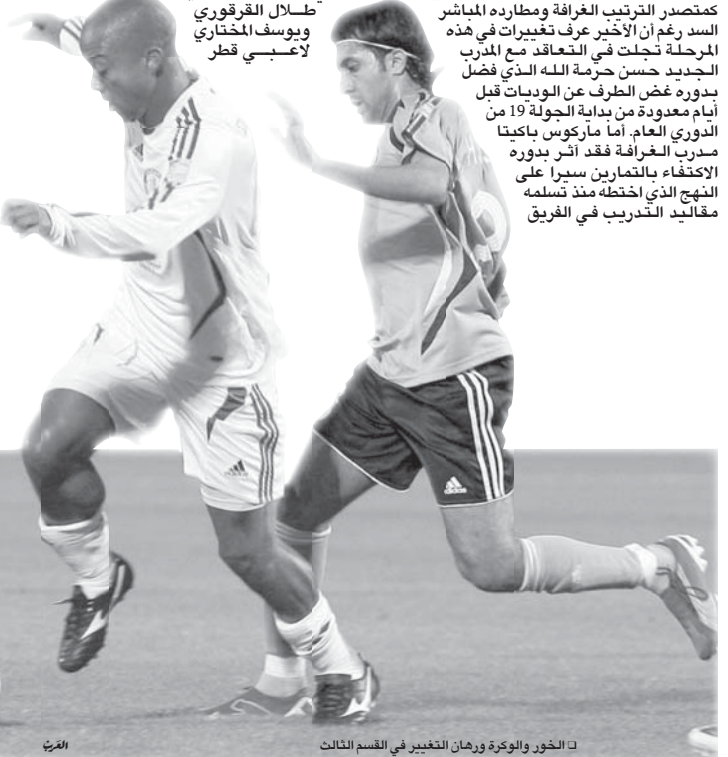 كمتصدر الترتيب الغرافة ومطارده المباشر
السد رغم أن الأخير عرف تغييرات في هذه
المرحلة تجلت في التعاقد مع المدرب
الجديد حسن حرمة الله الذي فضل
بدوره غض الطرف عن الوديات قبل
أيام معدودة من بداية الجولة 19 من
الدوري العام. أما ماركوس باكيتا
مدرب الغرافة فقد آثر بدوره
الاكتفاء بالتمارين سيرا على
النهج الذي اختطه منذ تسلمه
مقاليد التدريب في الفريق
طلال القرقوري
ويوسف المختاري
لاعبي قطر
adidas
adidas
الخور والوكرة ورهان التغيير في القسم الثالث
العرب